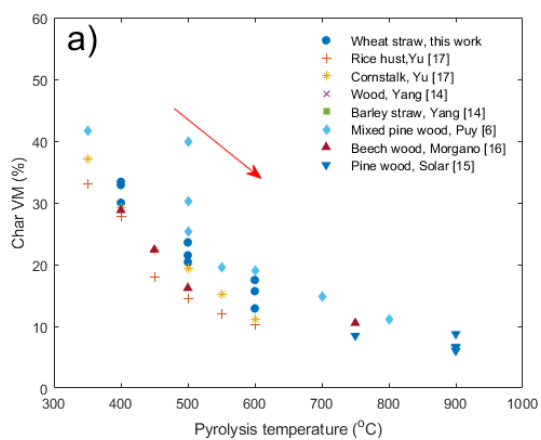 a)
Wheat straw, this work
Rice hust,Yu [17]
Cornstalk, Yu [17]
Wood, Yang [14]
Barley straw, Yang [14]
Mixed pine wood, Puy [6]
Beech wood, Morgano [16]
Pine wood, Solar [15]
Char VM (%)
60
50
40
30
20
10
0
300 400 500 600 700 800 900 1000
Pyrolysis temperature (°C)